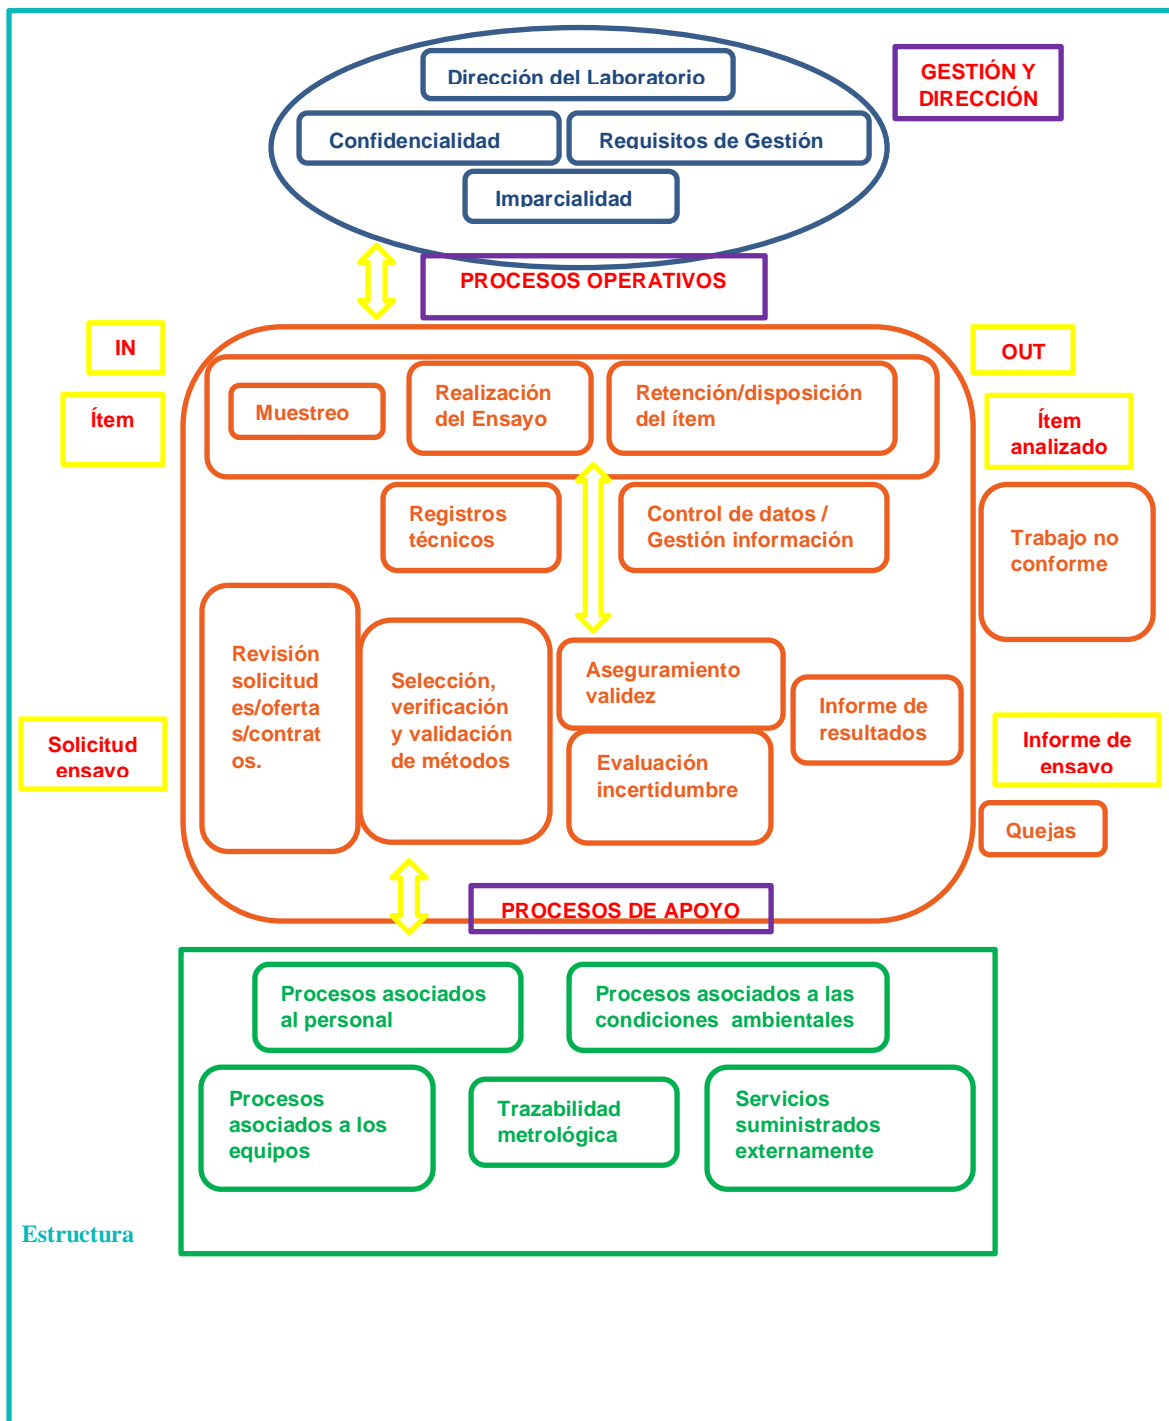 Dirección del Laboratorio
GESTIÓN Y
DIRECCIÓN
Confidencialidad
Requisitos de Gestión
Imparcialidad
PROCESOS OPERATIVOS
IN
OUT
Ítem
Muestreo
Realización
del Ensayo
Retención/disposición
del ítem
Ítem
analizado
Registros
técnicos
Control de datos /
Gestión información
Trabajo no
conforme
Revisión
solicitud
es/oferta
s/contrat
os.
Selección,
verificación
y validación
de métodos
Aseguramiento
validez
Informe de
resultados
Solicitud
ensayo
Informe de
ensayo
Evaluación
incertidumbre
Quejas
PROCESOS DE APOYO
Procesos asociados
al personal
Procesos asociados a las
condiciones  ambientales
Procesos
asociados a los
equipos
Trazabilidad
metrológica
Servicios
suministrados
externamente
Estructura